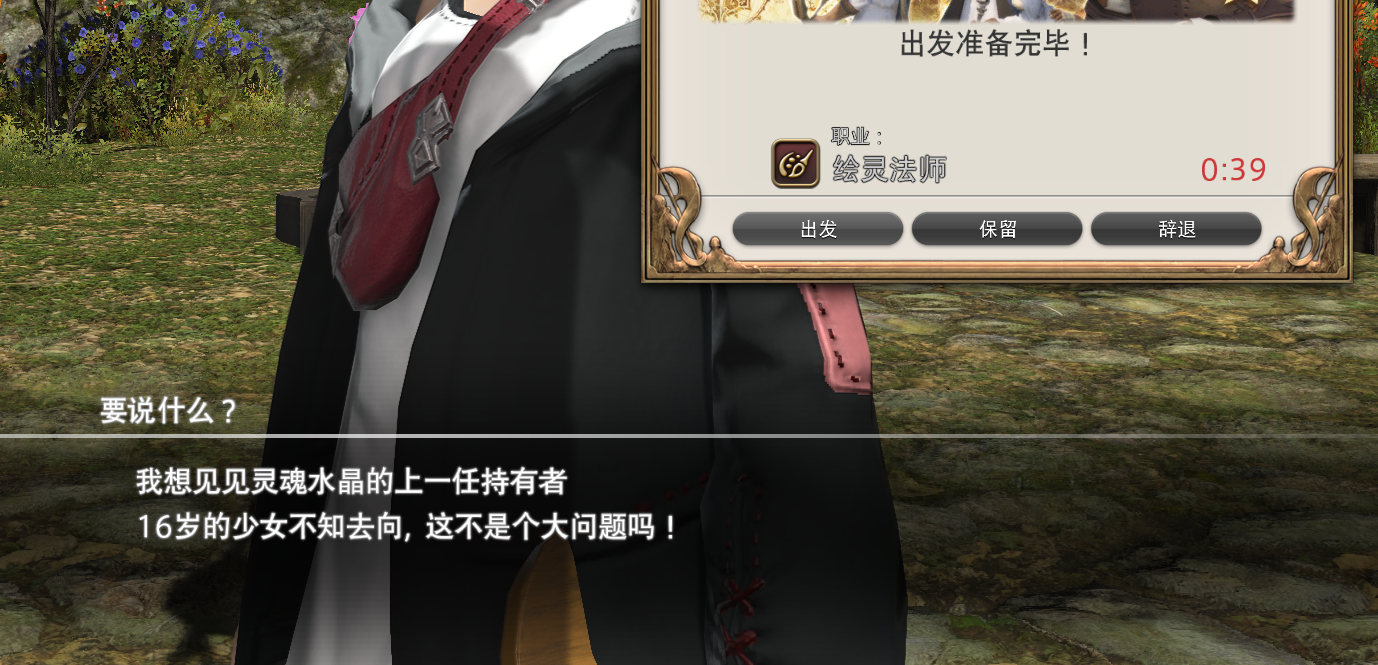 出发准备完毕！
职业：
绘灵法师
0:39
出发
保留
辞退
要说什么？
我想见见灵魂水晶的上一任持有者
16岁的少女不知去向, 这不是个大问题吗！